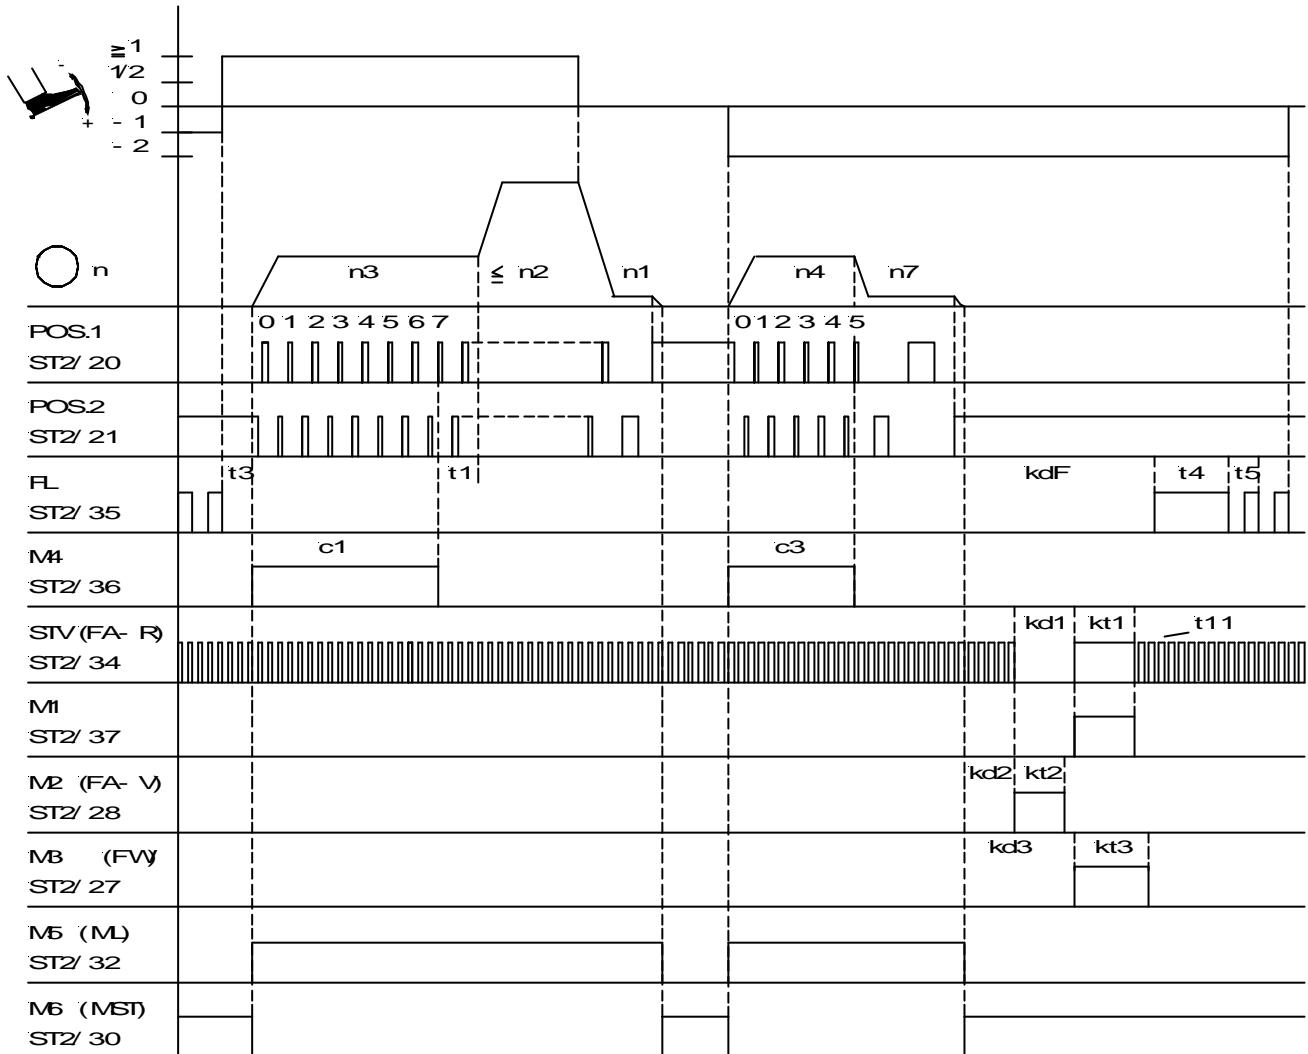 ≧ 1
1/2
-
0
+
- 1
- 2
n
n3
≤ n2
n1
n4
n7
POS.1
0 1 2 3 4 5 6 7
0 1 2 3 4 5
ST2/ 20
POS.2
ST2/ 21
FL
t3
t1
kdF
t4
t5
ST2/ 35
M4
c1
c3
ST2/ 36
STV (FA- R)
kd1
kt1
t11
ST2/ 34
M1
ST2/ 37
M2 (FA- V)
kd2
kt2
ST2/ 28
M3 (FW)
kd3
kt3
ST2/ 27
M5 (ML)
ST2/ 32
M6 (MST)
ST2/ 30